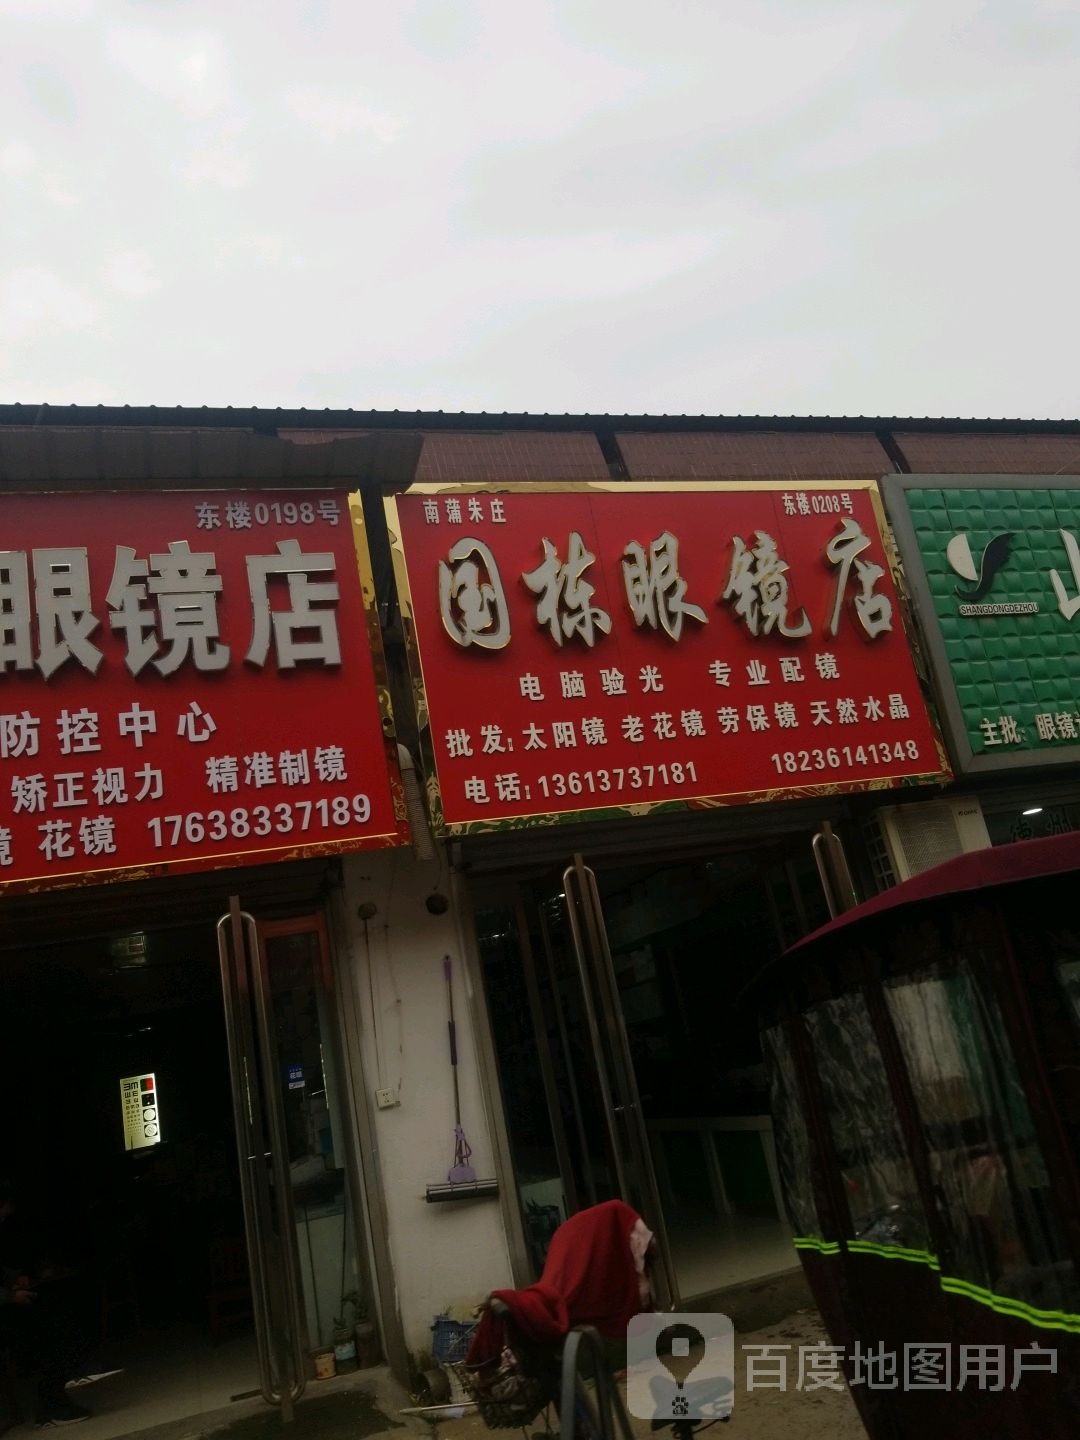 东楼0198号
眼镜店
防控中心
矫正视力 精准制镜
镜 花镜 17638337189
南蒲朱庄 东楼0208号
国栋眼镜店
电脑验光 专业配镜
批发:太阳镜 老花镜 劳保镜 天然水晶
电话:13613737181 18236141348
SHANGDONGDEZHOU
山
主批: 眼镜
德州
百度地图用户